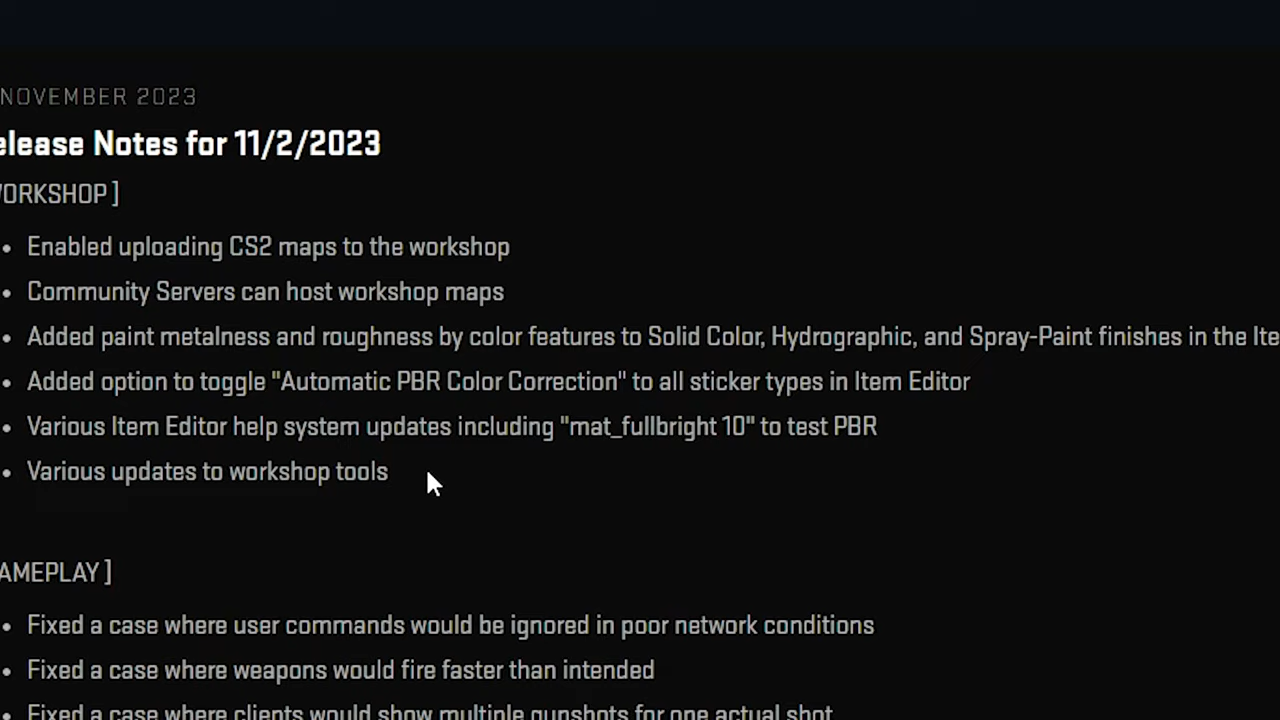 NOVEMBER 2023
elease Notes for 11/2/2023
WORKSHOP ]
• Enabled uploading CS2 maps to the workshop
• Community Servers can host workshop maps
• Added paint metalness and roughness by color features to Solid Color, Hydrographic, and Spray-Paint finishes in the Ite
• Added option to toggle "Automatic PBR Color Correction" to all sticker types in Item Editor
• Various Item Editor help system updates including "mat_fullbright 10" to test PBR
• Various updates to workshop tools
AMEPLAY ]
• Fixed a case where user commands would be ignored in poor network conditions
• Fixed a case where weapons would fire faster than intended
• Fixed a case where clients would show multiple gunshots for one actual shot